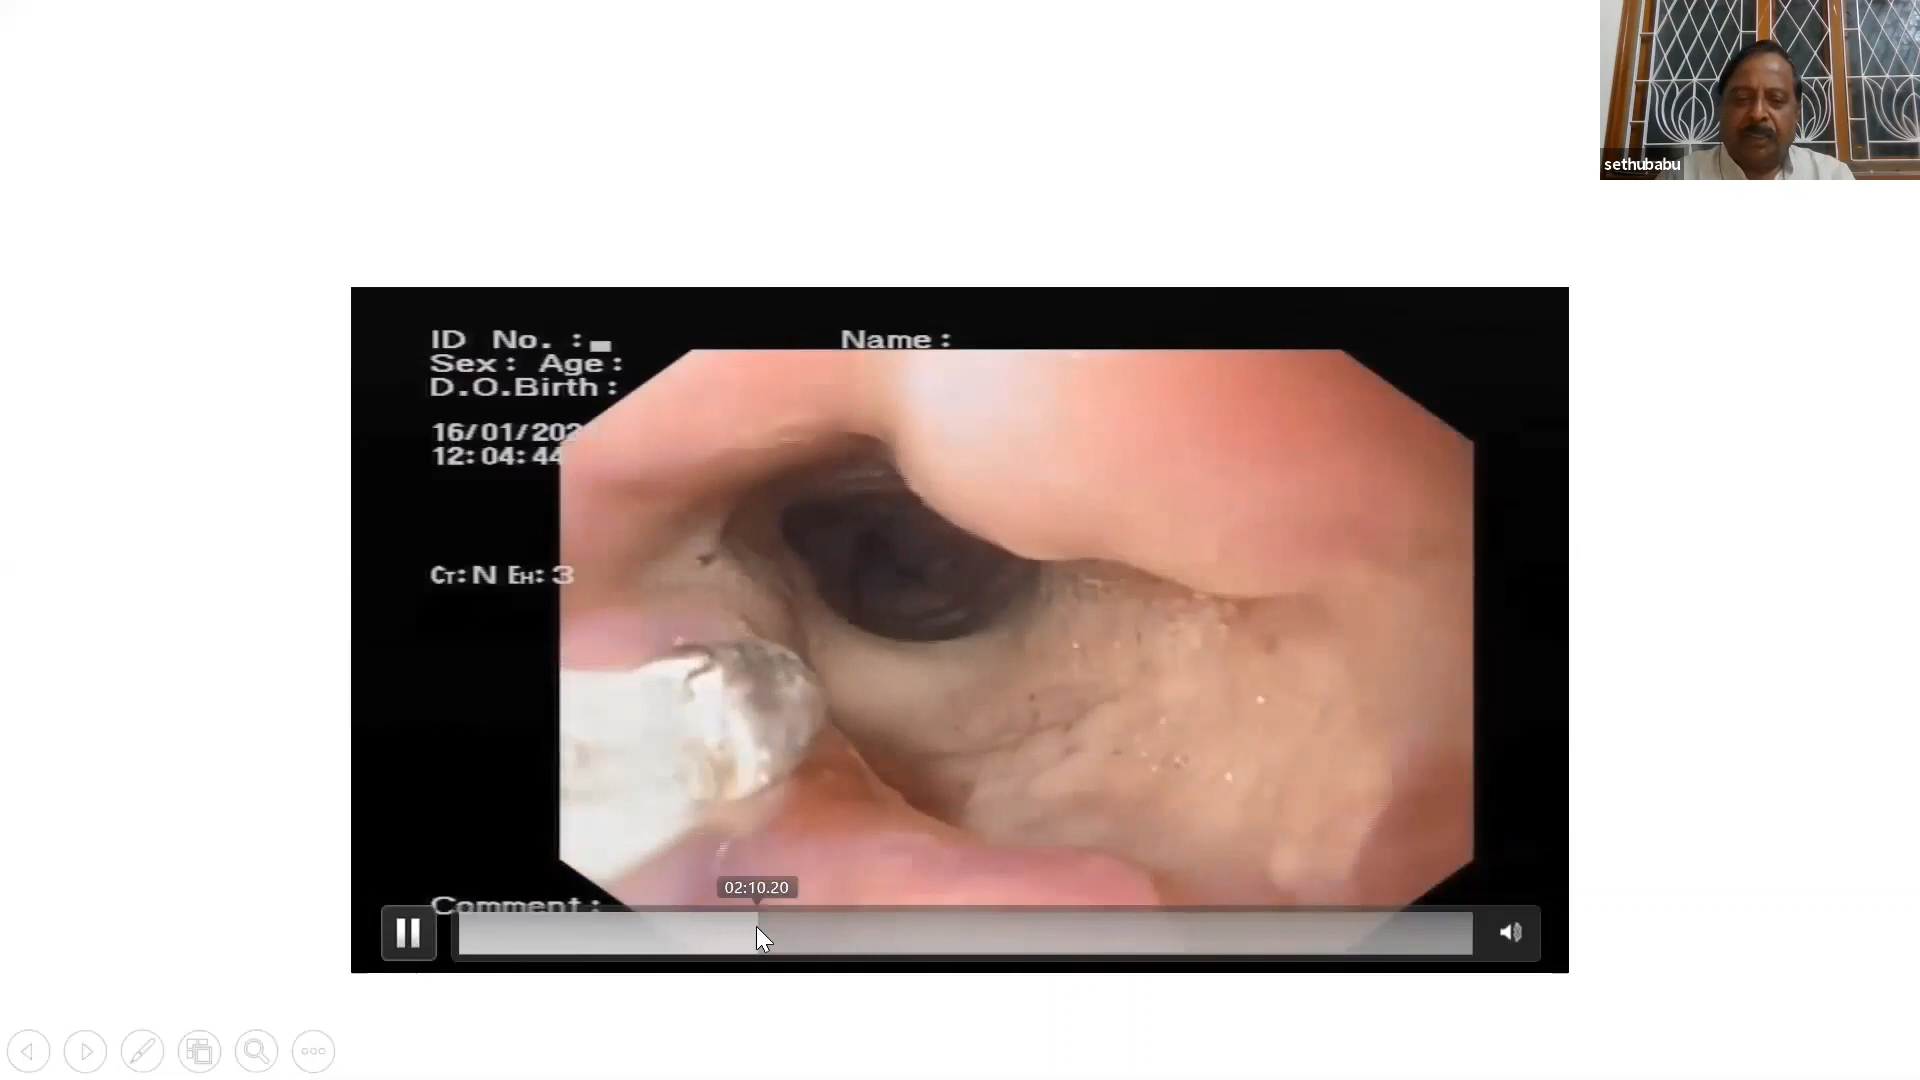 sethubabu
ID No. :
Name:
Sex: Age:
D.O.Birth:
16/01/202
12:04:44
CT:N EH:3
02:10.20
Comment: